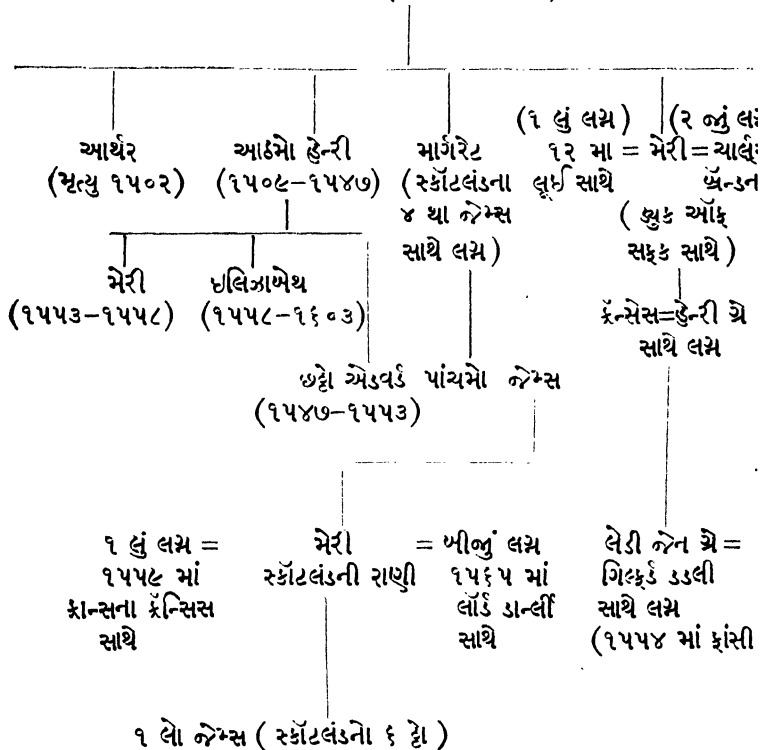 (૧ લું લગ્ન) (૨ જું
આર્થર આઠમો હેન્રી માર્ગરેટ ૧૨ મા = મેરી =
(મૃત્યુ ૧૫૦૨) (૧૫૦૯–૧૫૪૭) (સ્કૉટલંડના લૂઈ સાથે
૪ થા જેમ્સ (ડ્યુક ઑફ
સાથે લગ્ન) સફક સાથે)
મેરી ઇલિઝાબેથ
(૧૫૫૩–૧૫૫૮) (૧૫૫૮–૧૬૦૩) ફ્રૅન્સેસ=હેન્રી ગ્રે
સાથે લગ્ન
છઠ્ઠો એડવર્ડ પાંચમો જેમ્સ
(૧૫૪૭–૧૫૫૩)
૧ લું લગ્ન = મેરી = બીજું લગ્ન લેડી જેન ગ્રે =
૧૫૫૯ માં સ્કૉટલંડની રાણી ૧૫૬૫ માં ગિલ્ફર્ડ ડડલી
ફ્રાન્સના ફ્રૅન્સિસ લૉર્ડ ડાર્ન્લી સાથે લગ્ન
સાથે સાથે (૧૫૫૪ માં ફાંસી
૧ લો જેમ્સ (સ્કૉટલંડનો ૬ ઠ્ઠો)